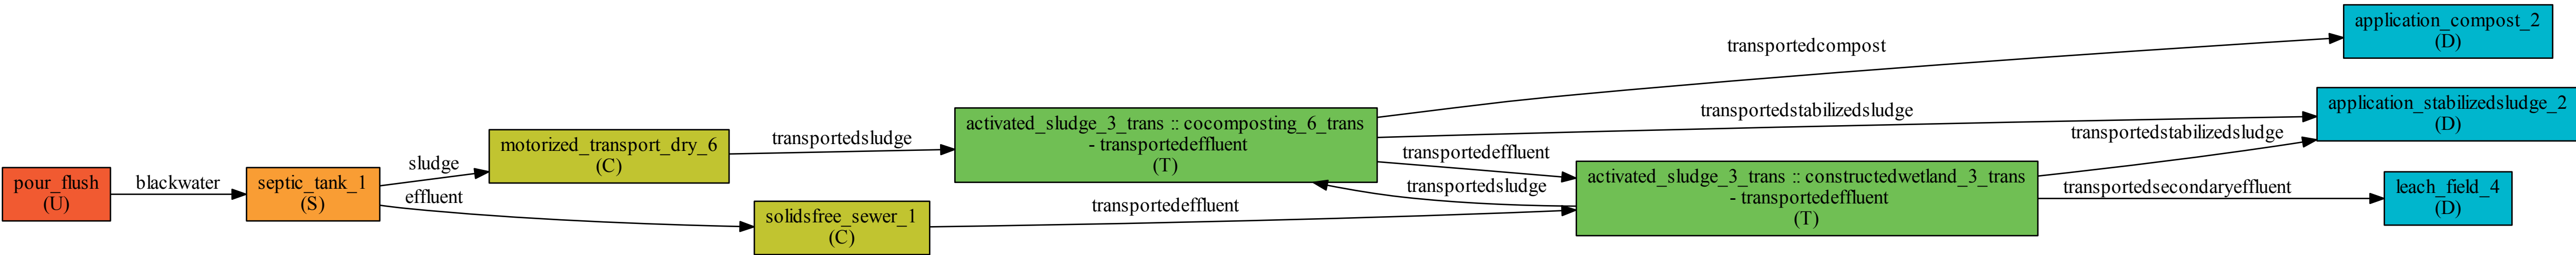 pour_flush
(U)
blackwater
septic_tank_1
(S)
sludge
effluent
motorized_transport_dry_6
(C)
solidsfree_sewer_1
(C)
transportedsludge
transportedeffluent
activated_sludge_3_trans :: cocomposting_6_trans
- transportedeffluent
(T)
transportedcompost
transportedstabilizedsludge
transportedeffluent
transportedsludge
activated_sludge_3_trans :: constructedwetland_3_trans
- transportedeffluent
(T)
transportedstabilizedsludge
transportedsecondaryeffluent
application_compost_2
(D)
application_stabilizedsludge_2
(D)
leach_field_4
(D)